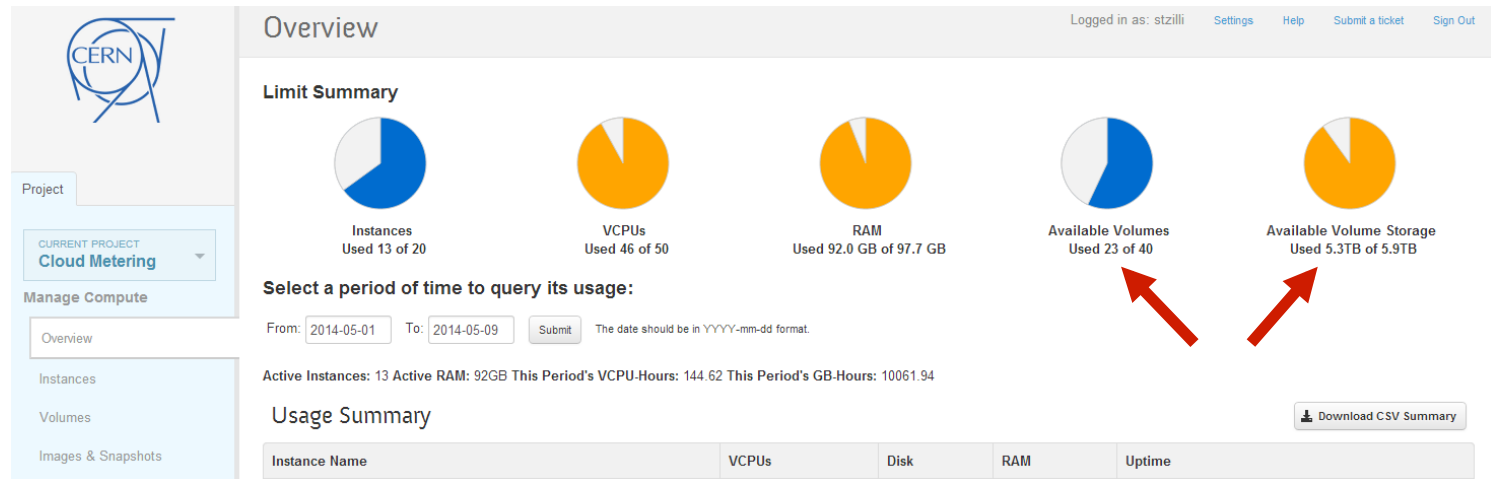 CERN
Overview
Logged in as: stzilli Settings Help Submit a ticket Sign Out
Limit Summary
Project
Instances
Used 13 of 20
VCPUs
Used 46 of 50
RAM
Used 92.0 GB of 97.7 GB
Available Volumes
Used 23 of 40
Available Volume Storage
Used 5.3TB of 5.9TB
CURRENT PROJECT
Cloud Metering
Manage Compute
Overview
Instances
Volumes
Images & Snapshots
Select a period of time to query its usage:
From: 2014-05-01 To: 2014-05-09 Submit The date should be in YYYY-mm-dd format.
Active Instances: 13 Active RAM: 92GB This Period's VCPU-Hours: 144.62 This Period's GB-Hours: 10061.94
Usage Summary
Download CSV Summary
Instance Name VCPUs Disk RAM Uptime